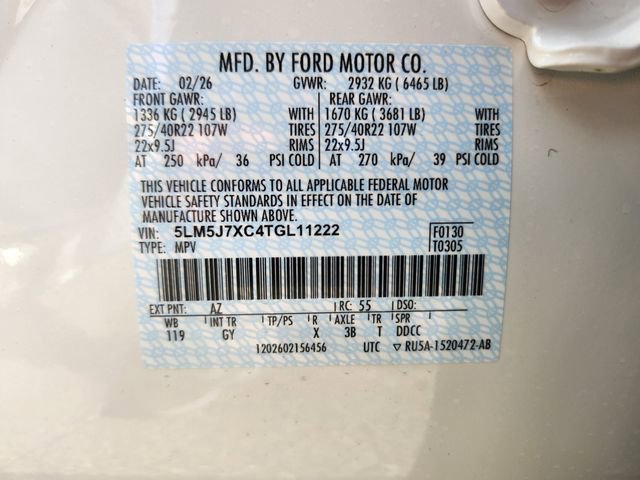 MFD. BY FORD MOTOR CO.
DATE: 02/26 GVWR: 2932 KG ( 6465 LB)
FRONT GAWR: REAR GAWR:
1336 KG ( 2945 LB) WITH 1670 KG ( 3681 LB) WITH
275/40R22 107W TIRES 275/40R22 107W TIRES
22x9.5J RIMS 22x9.5J RIMS
AT 250 kPa/ 36 PSI COLD AT 270 kPa/ 39 PSI COLD
THIS VEHICLE CONFORMS TO ALL APPLICABLE FEDERAL MOTOR
VEHICLE SAFETY STANDARDS IN EFFECT ON THE DATE OF
MANUFACTURE SHOWN ABOVE.
VIN: 5LM5J7XC4TGL11222 F0130
TYPE: MPV T0305
EXT PNT: AZ RC: 55 DSO:
WB INT TR TP/PS R AXLE TR SPR
119 GY X 3B T DDCC
1202602156456 UTC ▽ RU5A-1520472-AB